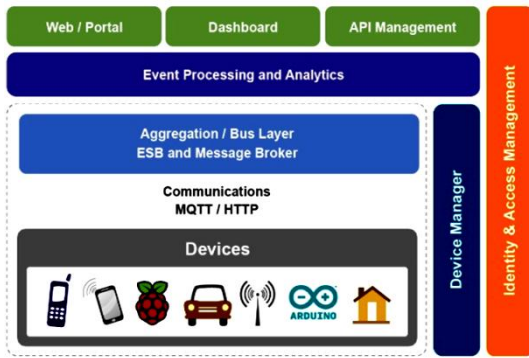 Web / Portal
Dashboard
API Management
Event Processing and Analytics
Aggregation / Bus Layer
ESB and Message Broker
Communications
MQTT / HTTP
Devices
ARDUINO
Device Manager
Identity & Access Management